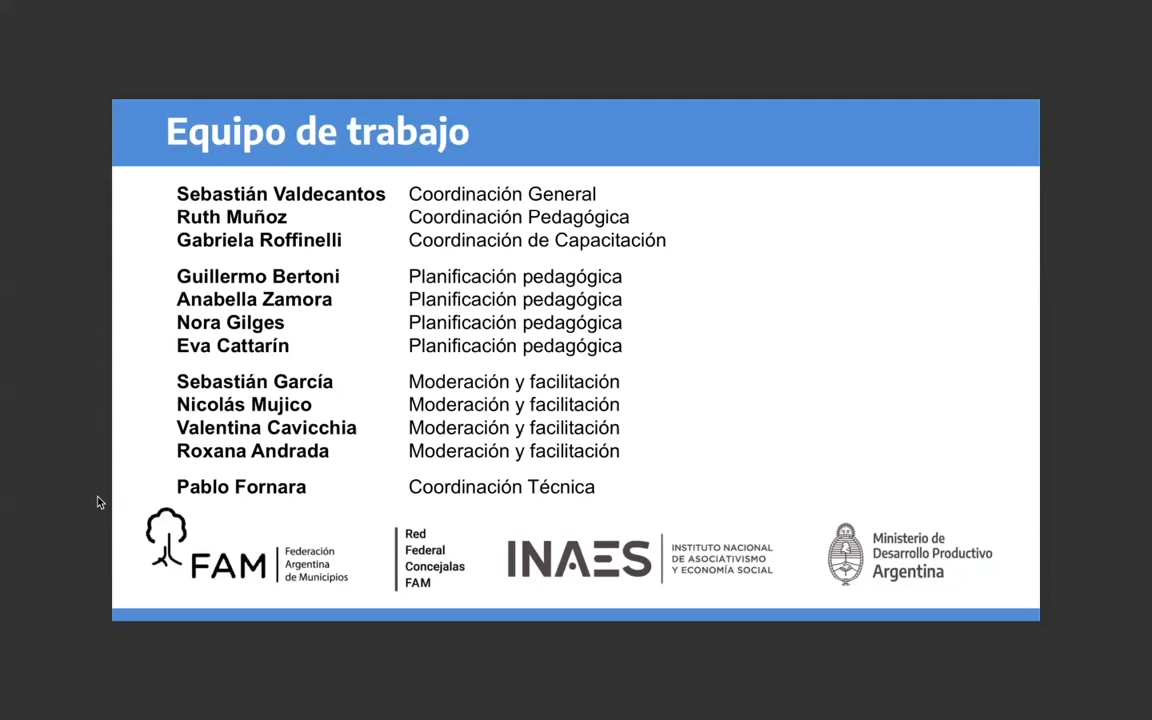 Equipo de trabajo
Sebastián Valdecantos Coordinación General
Ruth Muñoz Coordinación Pedagógica
Gabriela Roffinelli Coordinación de Capacitación
Guillermo Bertoni Planificación pedagógica
Anabella Zamora Planificación pedagógica
Nora Gilges Planificación pedagógica
Eva Cattarín Planificación pedagógica
Sebastián García Moderación y facilitación
Nicolás Mujico Moderación y facilitación
Valentina Cavicchia Moderación y facilitación
Roxana Andrada Moderación y facilitación
Pablo Fornara Coordinación Técnica
FAM
Federación
Argentina
de Municipios
Red
Federal
Concejalas
FAM
INAES
INSTITUTO NACIONAL
DE ASOCIATIVISMO
Y ECONOMÍA SOCIAL
Ministerio de
Desarrollo Productivo
Argentina